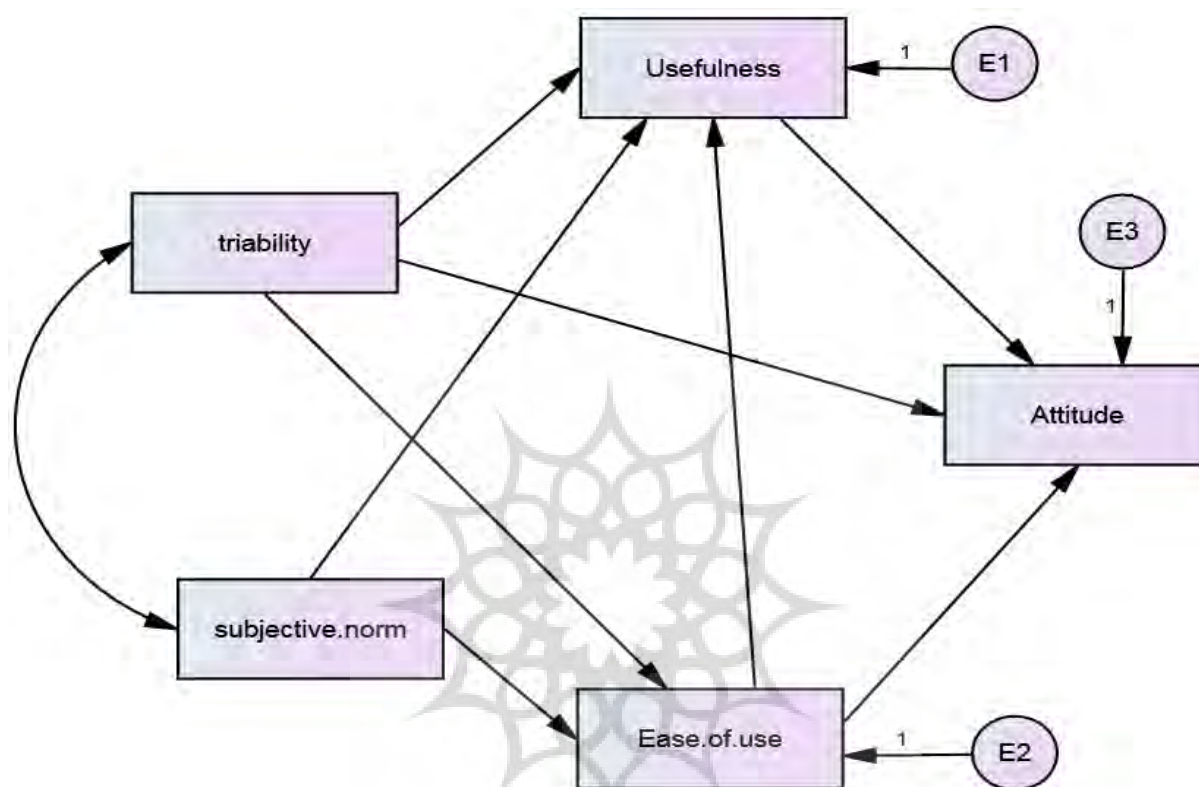 Usefulness
1
E1
triability
E3
1
Attitude
subjective.norm
Ease.of.use
1
E2